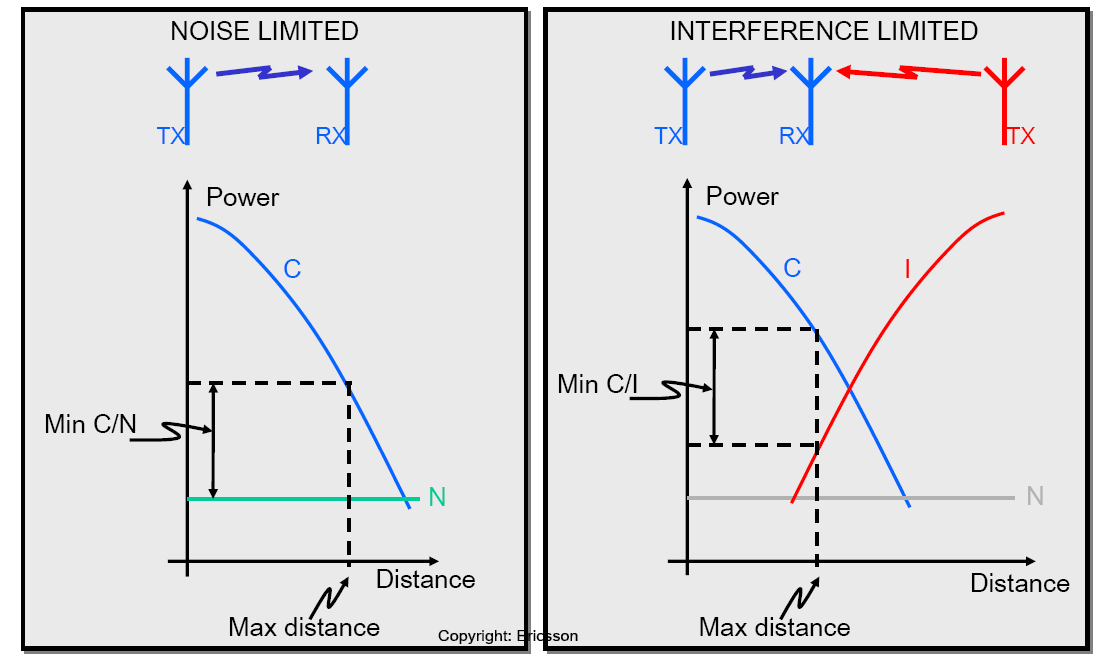 NOISE LIMITED
TX
RX
Power
C
Min C/N
N
Distance
Max distance
INTERFERENCE LIMITED
TX
RX
TX
Power
C
I
Min C/I
N
Distance
Max distance
Copyright: Ericsson